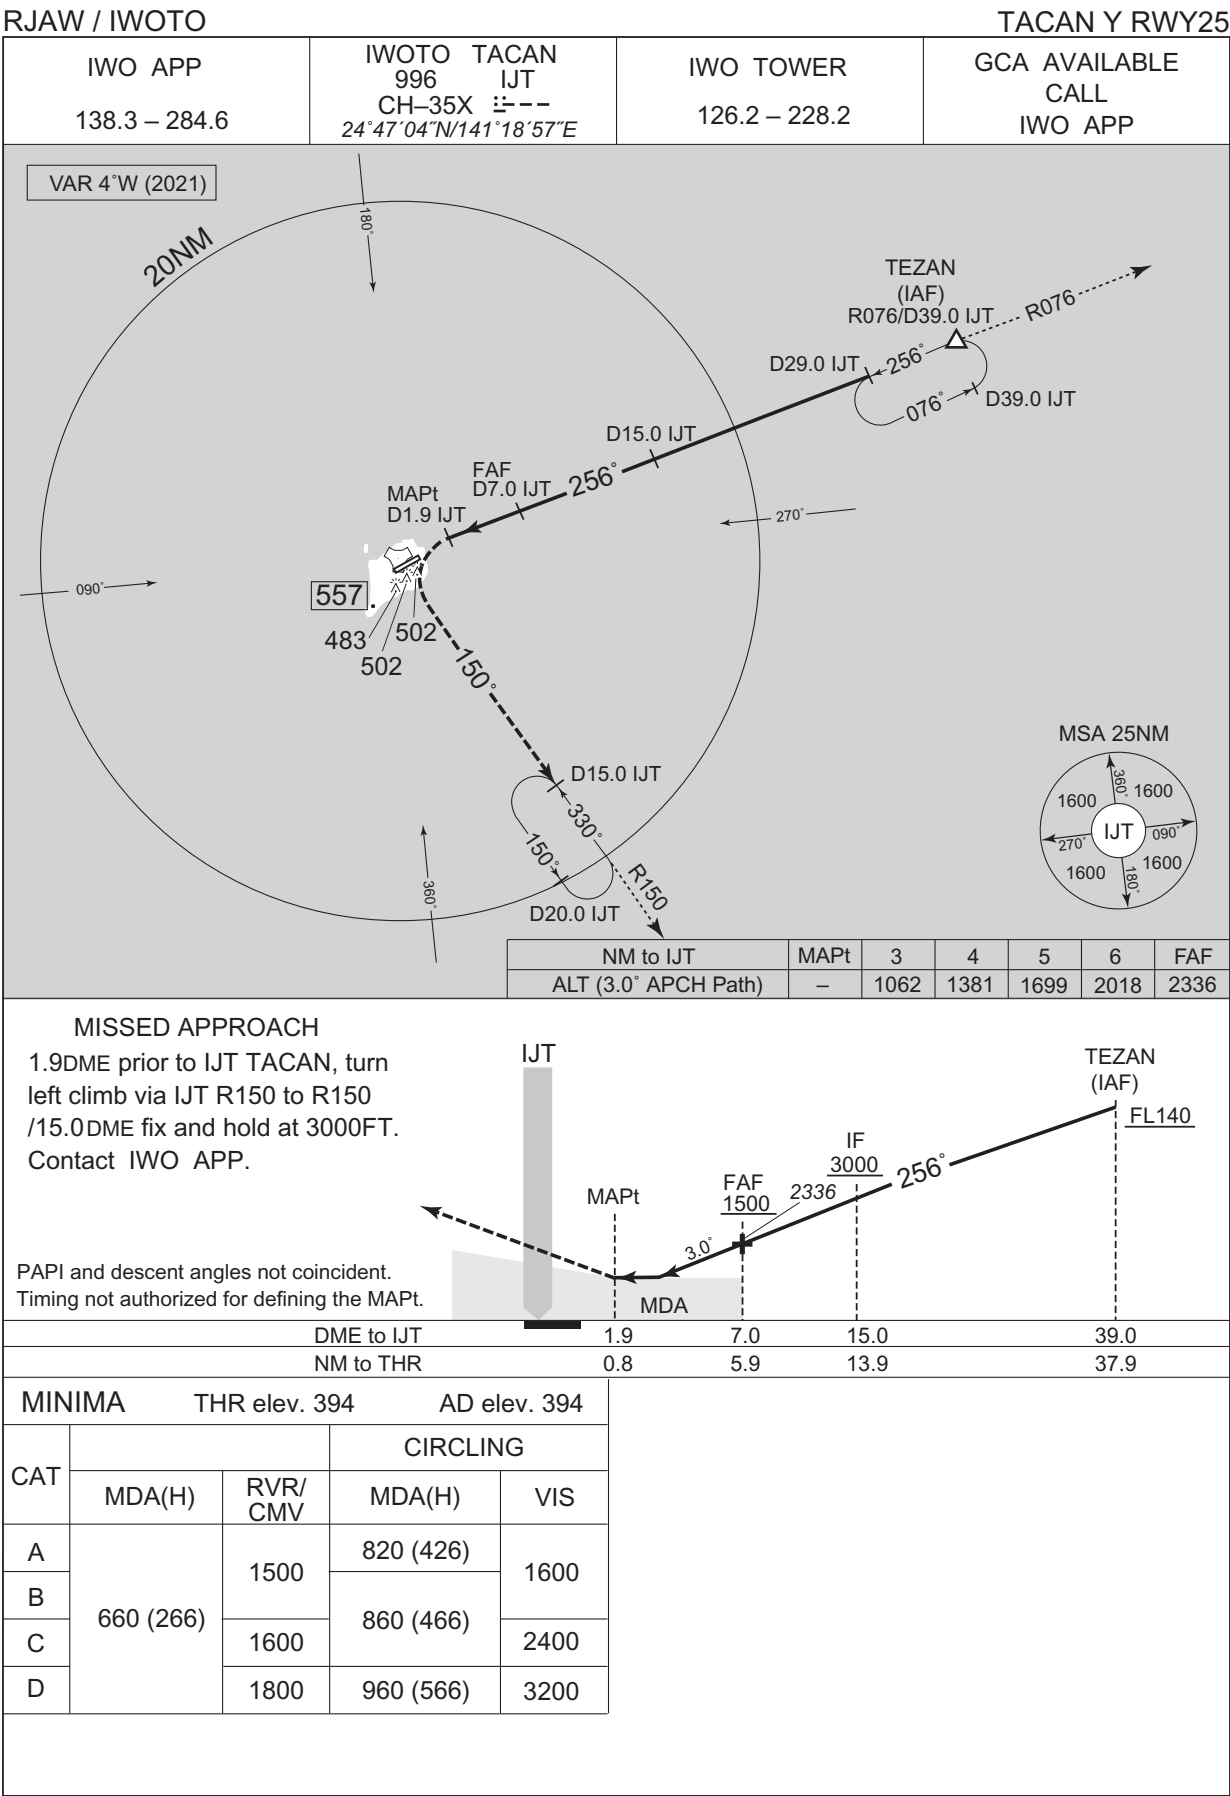 RJAW / IWOTO
TACAN Y RWY25
IWO APP
138.3 – 284.6
IWOTO TACAN
996 IJT
CH–35X
24˚47´04˝N/141˚18´57˝E
IWO TOWER
126.2 – 228.2
GCA AVAILABLE
CALL
IWO APP
VAR 4˚W (2021)
20NM
180˚
TEZAN
(IAF)
R076/D39.0 IJT
R076
D29.0 IJT
256˚
076˚
D39.0 IJT
D15.0 IJT
256˚
FAF
D7.0 IJT
MAPt
D1.9 IJT
270˚
090˚
557
483
502
502
150˚
D15.0 IJT
330˚
150˚
R150
D20.0 IJT
360˚
MSA 25NM
360˚
1600
1600
IJT
270˚
090˚
1600
1600
180˚
NM to IJT MAPt 3 4 5 6 FAF
ALT (3.0˚ APCH Path) – 1062 1381 1699 2018 2336
MISSED APPROACH
1.9DME prior to IJT TACAN, turn
left climb via IJT R150 to R150
/15.0DME fix and hold at 3000FT.
Contact IWO APP.
PAPI and descent angles not coincident.
Timing not authorized for defining the MAPt.
IJT
TEZAN
(IAF)
FL140
IF
3000
256˚
FAF
1500
2336
MAPt
3.0˚
MDA
DME to IJT 1.9 7.0 15.0 39.0
NM to THR 0.8 5.9 13.9 37.9
MINIMA THR elev. 394 AD elev. 394
CAT
CIRCLING
MDA(H)
RVR/
CMV
MDA(H)
VIS
A
B
C
D
660 (266)
1500
1600
1800
820 (426)
860 (466)
960 (566)
1600
2400
3200